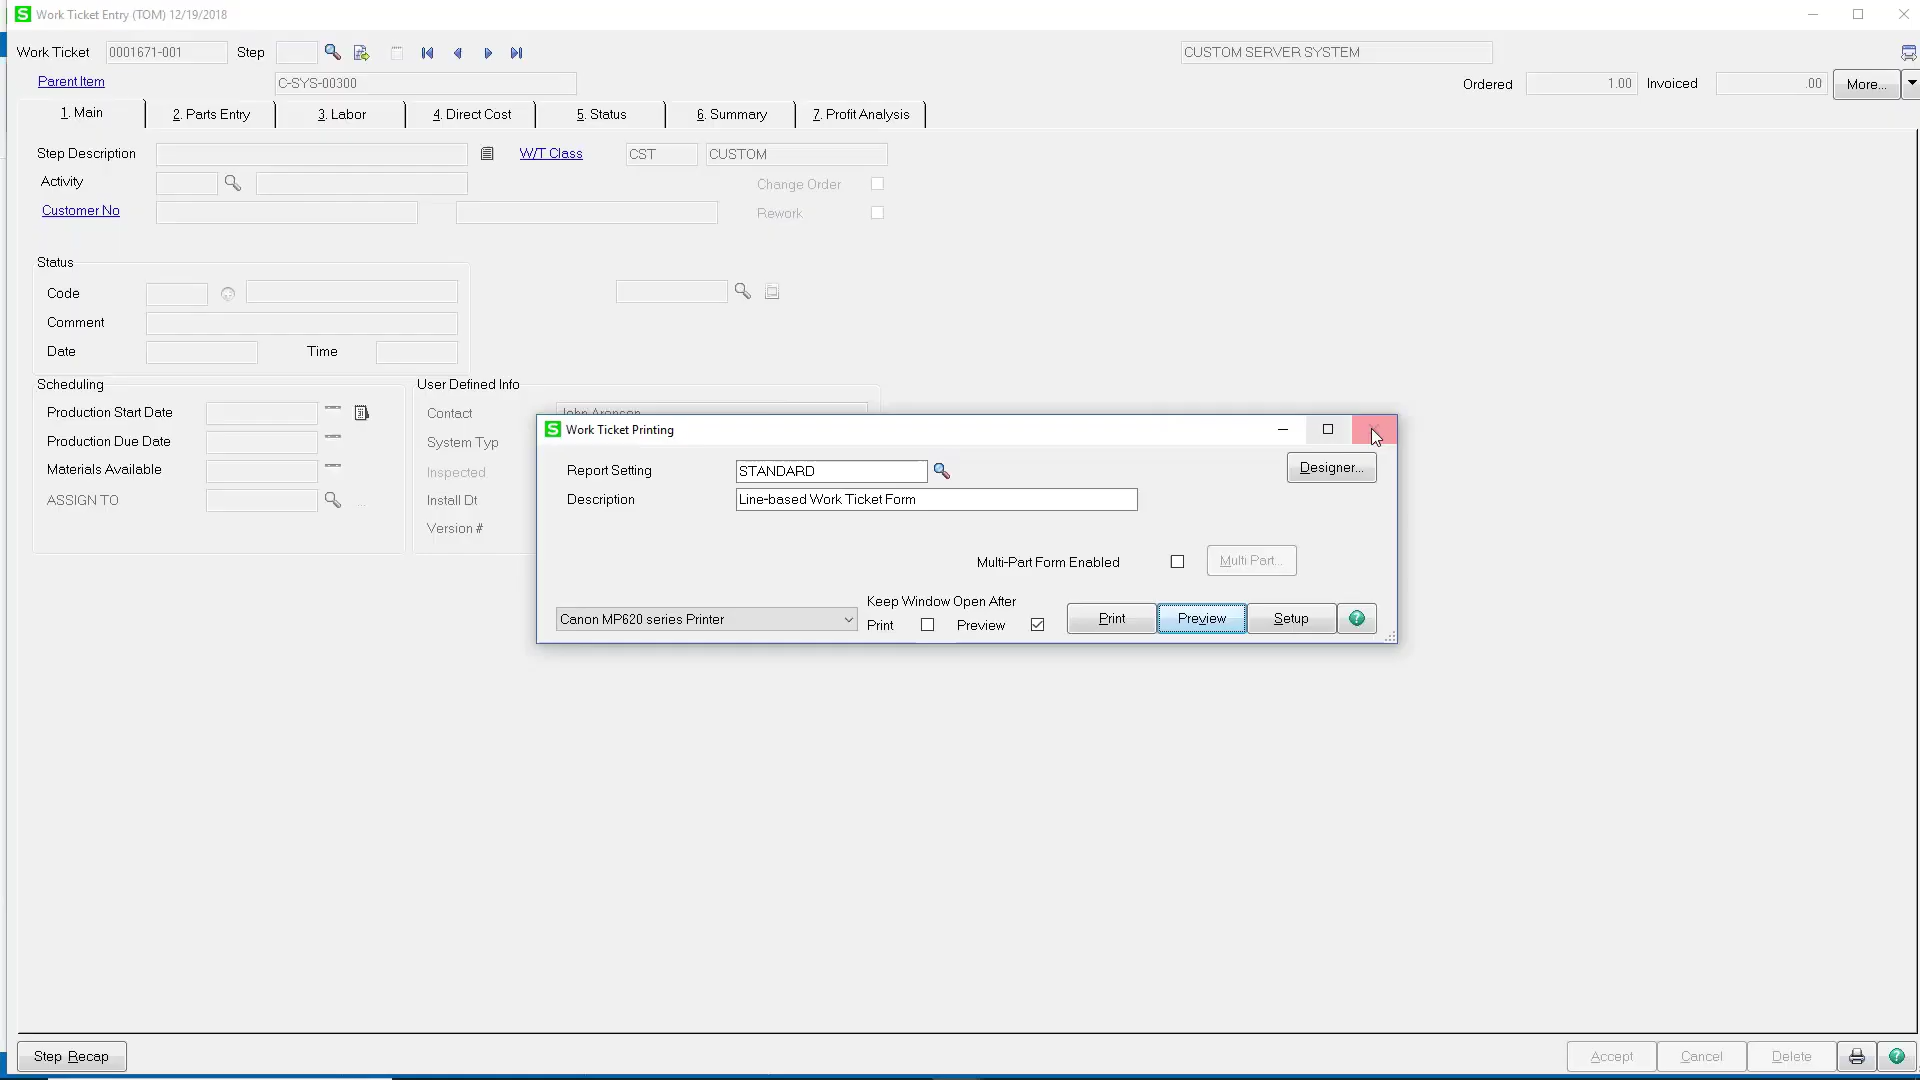 S Work Ticket Entry (TOM) 12/19/2018
Work Ticket 0001671-001 Step CUSTOM SERVER SYSTEM
Parent Item C-SYS-00300 Ordered 1.00 Invoiced .00 More...
1. Main 2. Parts Entry 3. Labor 4. Direct Cost 5. Status 6. Summary 7. Profit Analysis
Step Description W/T Class CST CUSTOM
Activity Change Order
Customer No Rework
Status
Code
Comment
Date Time
Scheduling User Defined Info
Production Start Date Contact John Aronson
Production Due Date System Typ
Materials Available Inspected
ASSIGN TO Install Dt
Version #
S Work Ticket Printing
Report Setting STANDARD Designer...
Description Line-based Work Ticket Form
Multi-Part Form Enabled Multi Part...
Keep Window Open After
Canon MP620 series Printer Print Preview Print Preview Setup ?
Step Recap Accept Cancel Delete ?